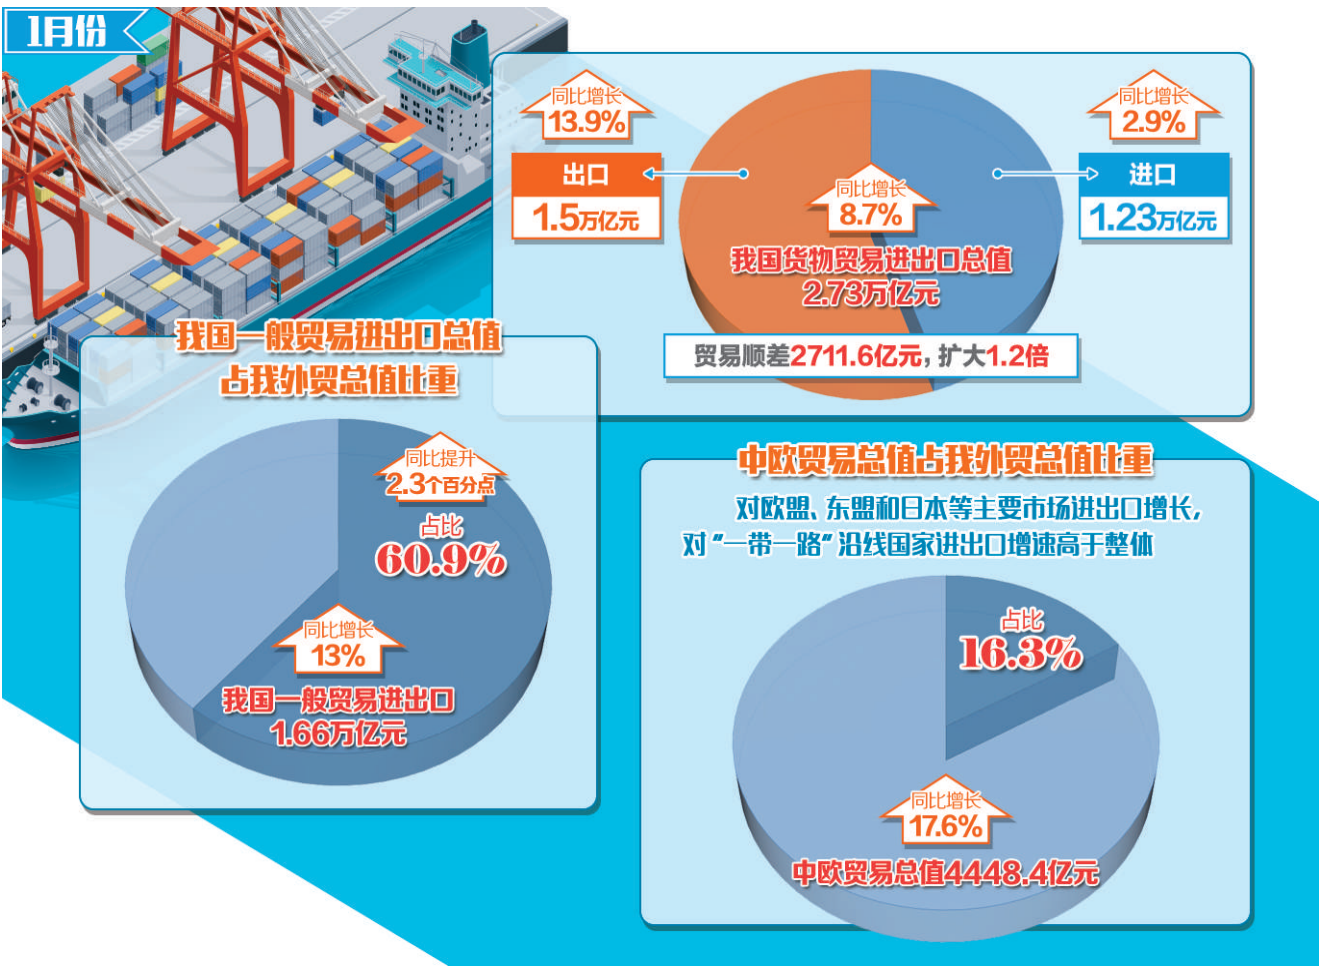 1月份
同比增长
13.9%
出口
1.5万亿元
同比增长
2.9%
进口
1.23万亿元
同比增长
8.7%
我国货物贸易进出口总值
2.73万亿元
贸易顺差2711.6亿元，扩大1.2倍
我国一般贸易进出口总值
占我外贸总值比重
同比提升
2.3个百分点
占比
60.9%
同比增长
13%
我国一般贸易进出口
1.66万亿元
中欧贸易总值占我外贸总值比重
对欧盟、东盟和日本等主要市场进出口增长，
对“一带一路”沿线国家进出口增速高于整体
占比
16.3%
同比增长
17.6%
中欧贸易总值4448.4亿元